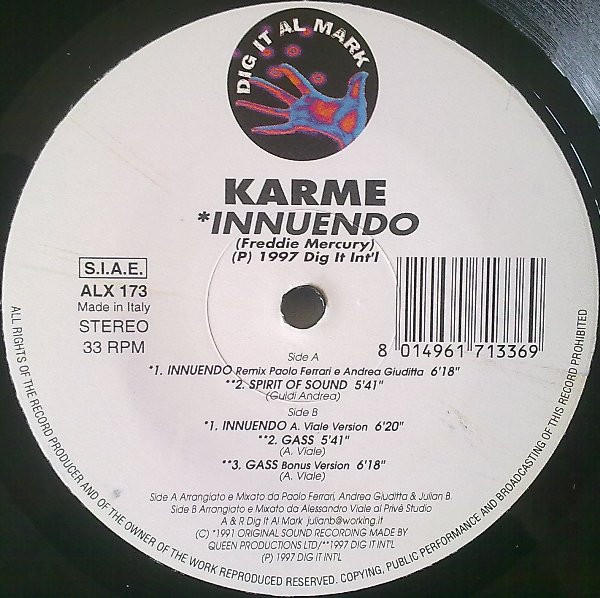 DIG IT AL MARK
KARME
*INNUENDO
(Freddie Mercury)
(P) 1997 Dig It Int'l
S.I.A.E.
ALX 173
Made in Italy
STEREO
33 RPM
8 014961 713369
Side A
*1. INNUENDO Remix Paolo Ferrari e Andrea Giuditta 6'18"
**2. SPIRIT OF SOUND 5'41"
(Guldi Andrea)
Side B
*1. INNUENDO A. Viale Version 6'20"
**2. GASS 5'41"
(A. Viale)
**3. GASS Bonus Version 6'18"
(A. Viale)
Side A Arrangiato e Mixato da Paolo Ferrari, Andrea Giuditta & Julian B.
Side B Arrangiato e Mixato da Alessandro Viale al Privè Studio
A & R Dig It Al Mark julianb@working.it
(C) *1991 ORIGINAL SOUND RECORDING MADE BY
QUEEN PRODUCTIONS LTD/**1997 DIG IT INT'L
(P) 1997 DIG IT INT'L
ALL RIGHTS OF THE RECORD PRODUCER AND OF THE OWNER OF THE WORK REPRODUCED RESERVED. COPYING, PUBLIC PERFORMANCE AND BROADCASTING OF THIS RECORD PROHIBITED